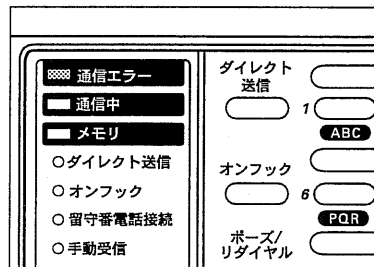 通信エラー
通信中
メモリ
ダイレクト送信
オンフック
留守番電話接続
手動受信
ダイレクト
送信
1
ABC
オンフック
6
PQR
ポーズ/
リダイヤル